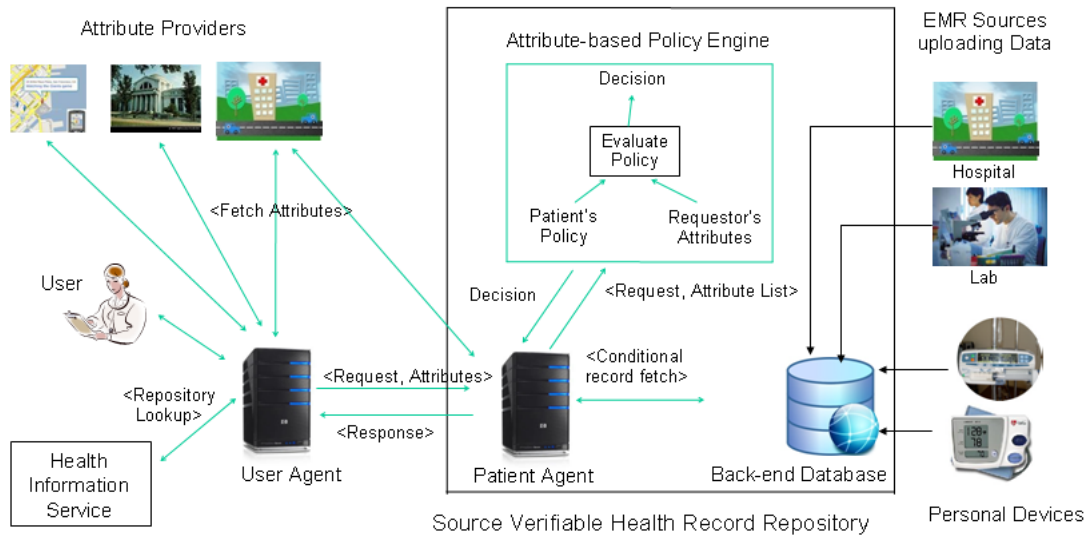 Attribute Providers
EMR Sources
uploading Data
Attribute-based Policy Engine
Decision
Evaluate
Policy
Patient's
Policy
Requestor's
Attributes
<Fetch Attributes>
Hospital
Lab
User
Decision
<Request, Attribute List>
<Repository
Lookup>
<Request, Attributes>
<Response>
<Conditional
record fetch>
Health
Information
Service
User Agent
Patient Agent
Back-end Database
Personal Devices
Source Verifiable Health Record Repository